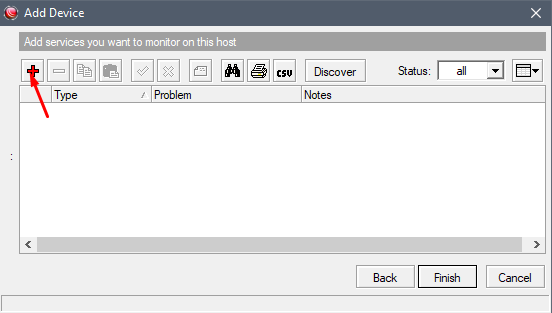 Add Device
Add services you want to monitor on this host
csv Discover Status: all
Type Problem Notes
:
Back Finish Cancel